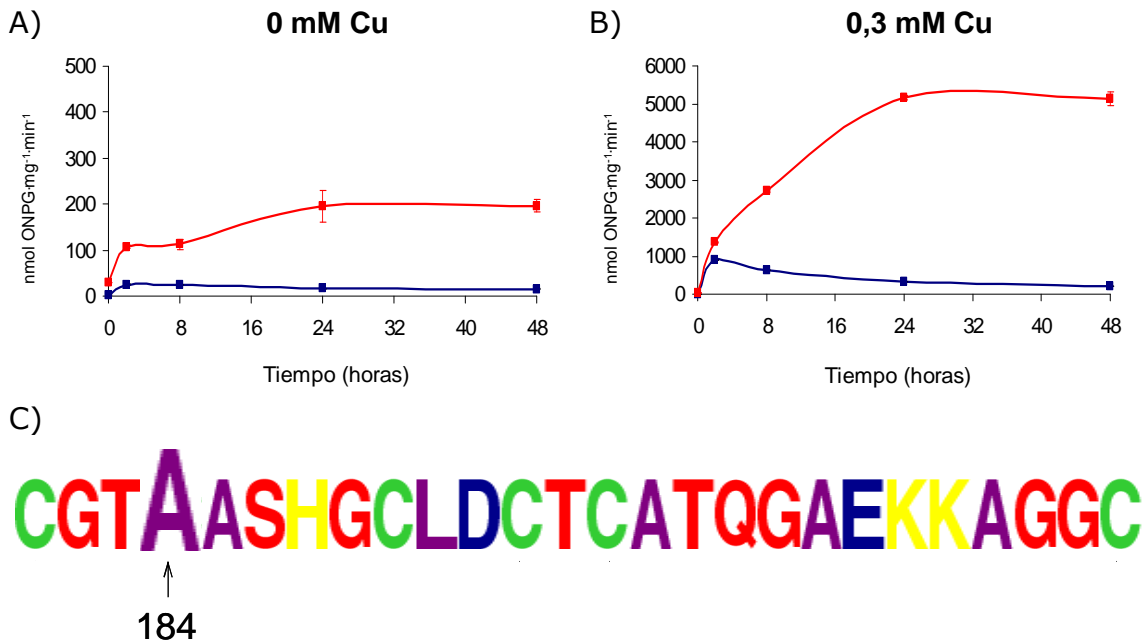 A)
0 mM Cu
500
400
300
200
100
0
nmol ONPG·mg⁻¹·min⁻¹
0 8 16 24 32 40 48
Tiempo (horas)
B)
0,3 mM Cu
6000
5000
4000
3000
2000
1000
0
nmol ONPG·mg⁻¹·min⁻¹
0 8 16 24 32 40 48
Tiempo (horas)
C)
CGTAASHGCLDCTCATQGAEKKAGGC
184